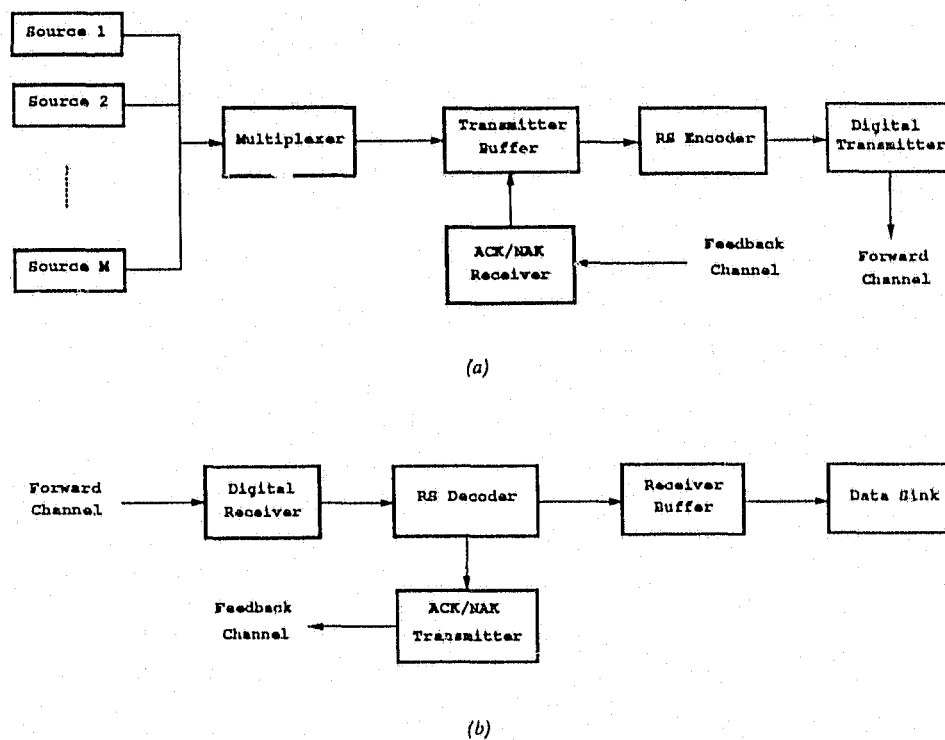 Source 1
Source 2
Source M
Multiplexer
Transmitter
Buffer
RS Encoder
Digital
Transmitter
ACK/NAK
Receiver
Feedback
Channel
Forward
Channel
(a)
Forward
Channel
Digital
Receiver
RS Decoder
Receiver
Buffer
Data Sink
Feedback
Channel
ACK/NAK
Transmitter
(b)